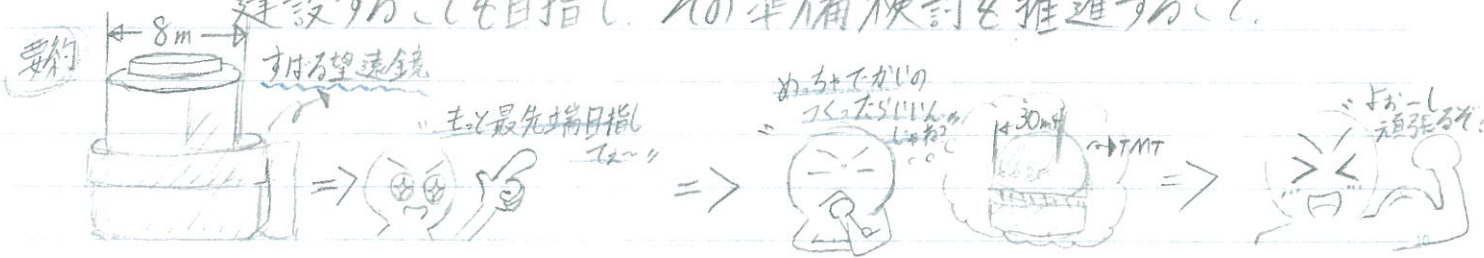 建設することを目指し、その準備検討を推進すること.
要約
8m
すばる望遠鏡
"もっと最先端目指し
てえ〜"
"めっちゃでかいの
つくったらいいん
じゃね?"
30m
TMT
"よおーし
頑張るぞ!